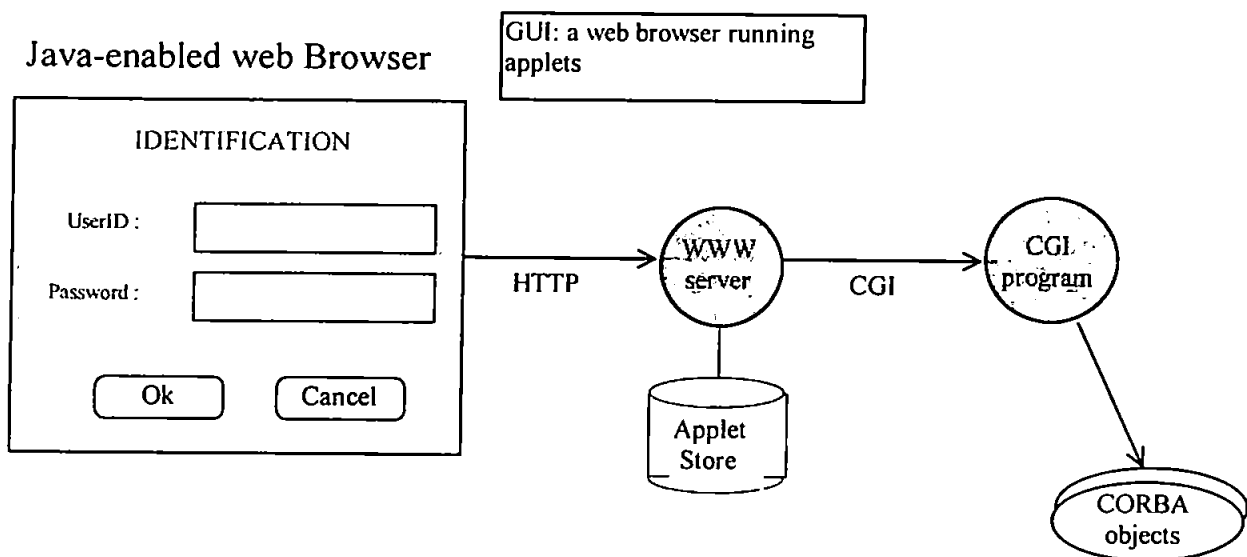 GUI: a web browser running
applets
Java-enabled web Browser
IDENTIFICATION
UserID :
Password :
Ok
Cancel
HTTP
WWW
server
CGI
CGI
program
Applet
Store
CORBA
objects